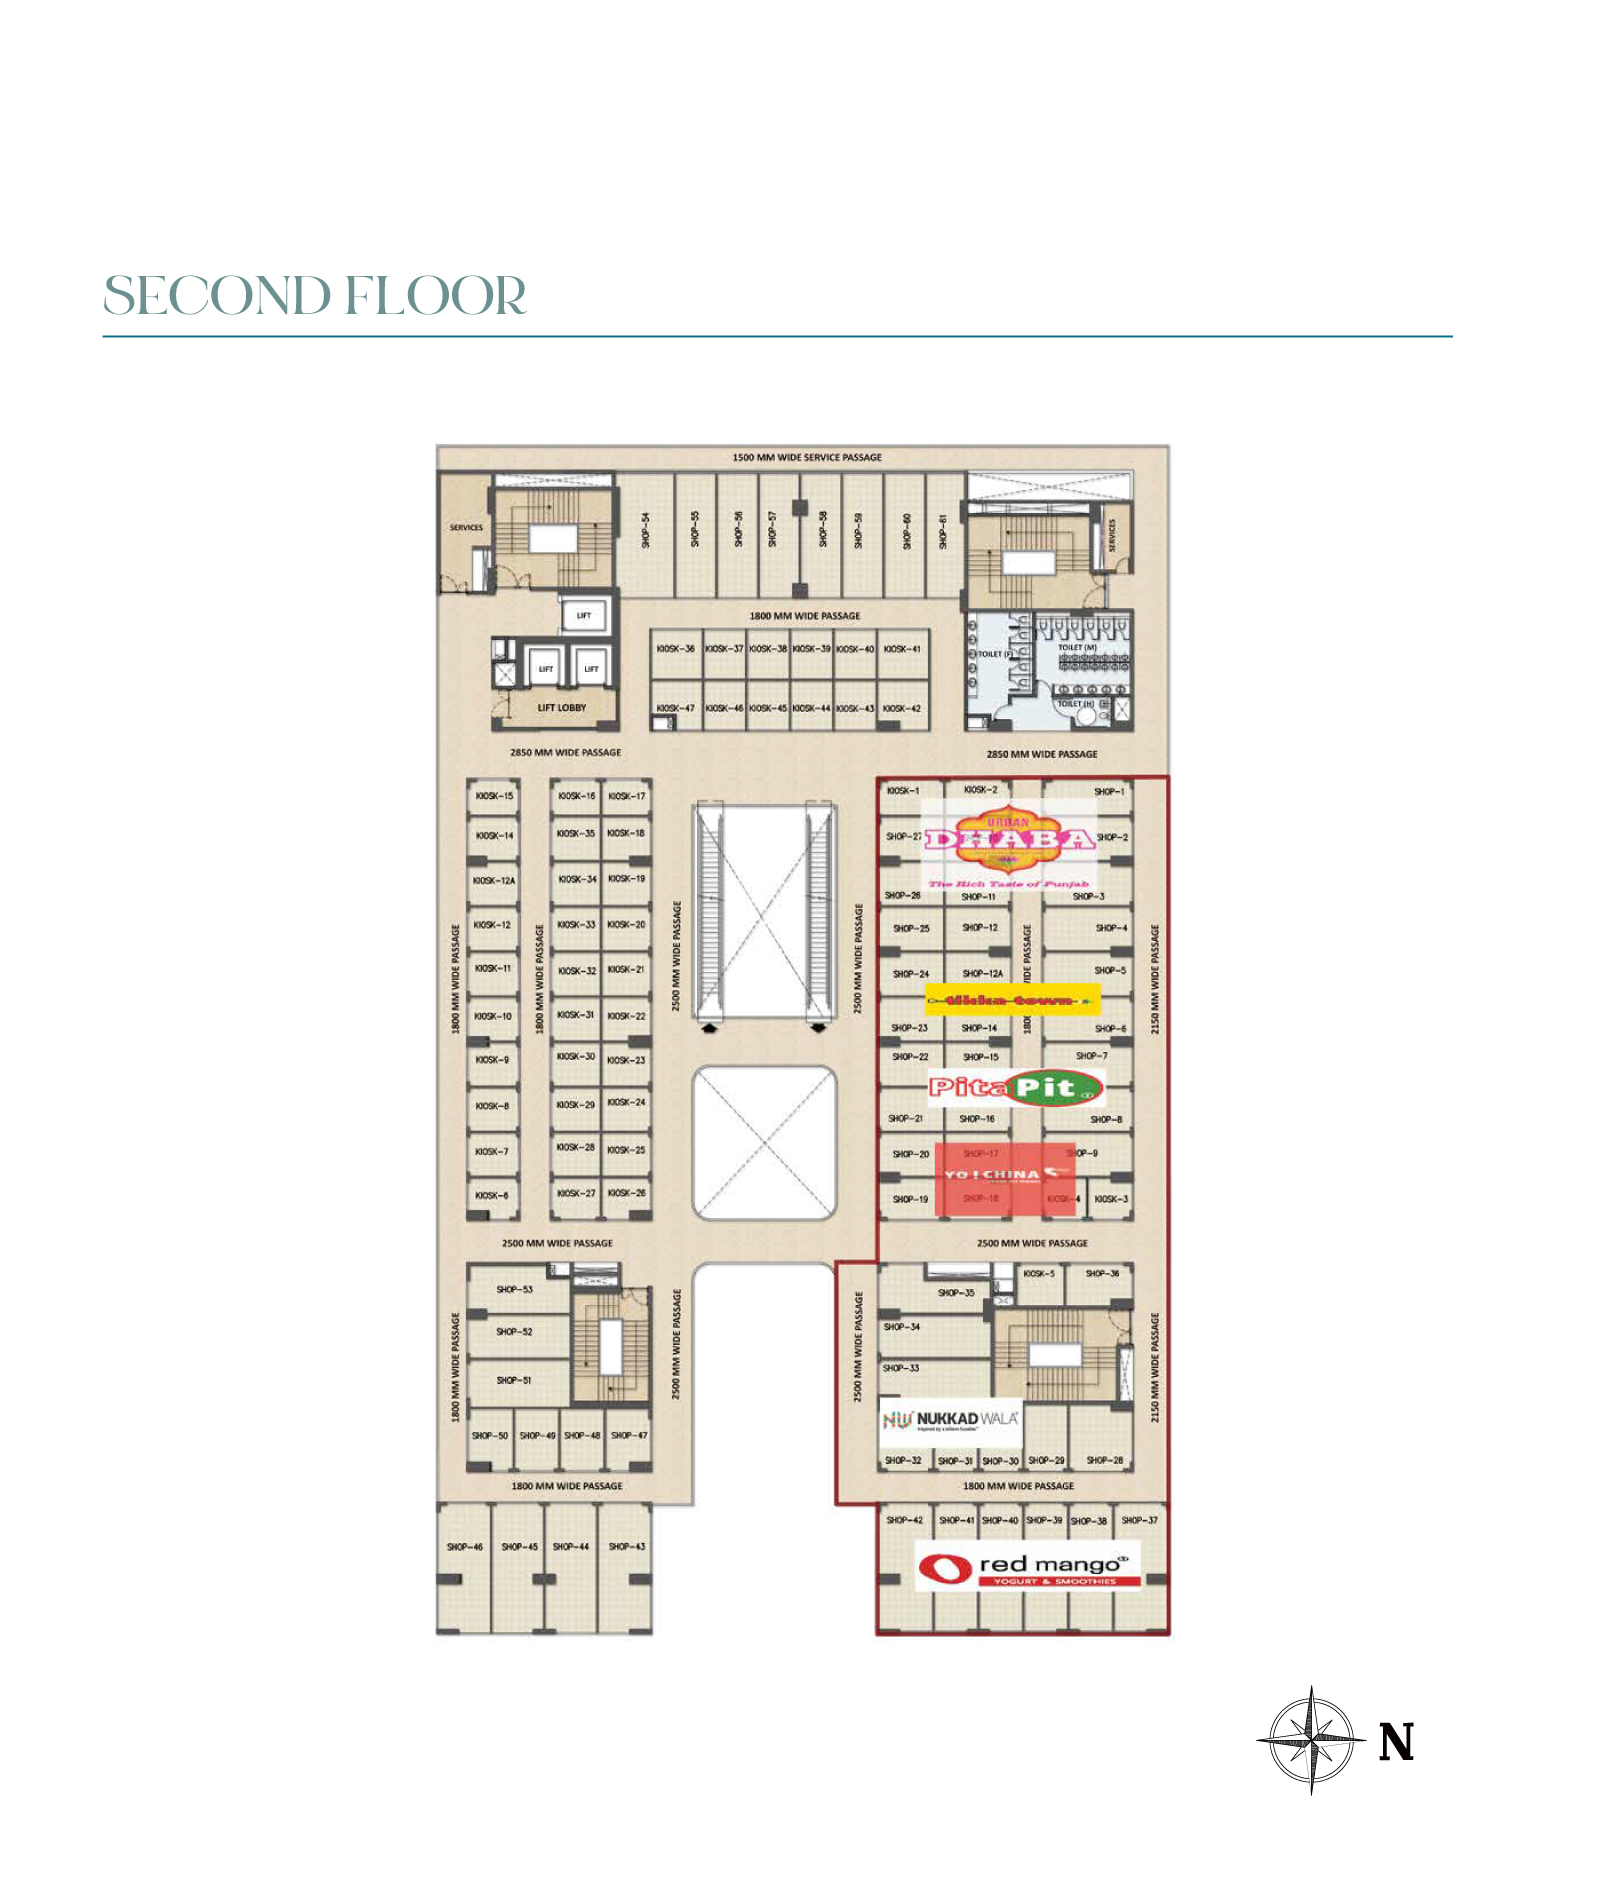 SECOND FLOOR
1500 MM WIDE SERVICE PASSAGE
SERVICES
SHOP-54
SHOP-55
SHOP-56
SHOP-57
SHOP-58
SHOP-59
SHOP-60
SHOP-61
SERVICES
LIFT
1800 MM WIDE PASSAGE
KIOSK-36 KIOSK-37 KIOSK-38 KIOSK-39 KIOSK-40 KIOSK-41
TOILET (F)
TOILET (M)
LIFT LIFT
LIFT LOBBY
KIOSK-47 KIOSK-46 KIOSK-45 KIOSK-44 KIOSK-43 KIOSK-42
TOILET (H)
2850 MM WIDE PASSAGE
2850 MM WIDE PASSAGE
KIOSK-15
KIOSK-14
KIOSK-12A
KIOSK-12
KIOSK-11
KIOSK-10
KIOSK-9
KIOSK-8
KIOSK-7
KIOSK-6
1800 MM WIDE PASSAGE
1800 MM WIDE PASSAGE
KIOSK-16 KIOSK-17
KIOSK-35 KIOSK-18
KIOSK-34 KIOSK-19
KIOSK-33 KIOSK-20
KIOSK-32 KIOSK-21
KIOSK-31 KIOSK-22
KIOSK-30 KIOSK-23
KIOSK-29 KIOSK-24
KIOSK-28 KIOSK-25
KIOSK-27 KIOSK-26
2500 MM WIDE PASSAGE
2500 MM WIDE PASSAGE
KIOSK-1 KIOSK-2 SHOP-1
SHOP-27 SHOP-2
URBAN
DHABA
The Rich Taste of Punjab
SHOP-26 SHOP-11 SHOP-3
SHOP-25 SHOP-12 SHOP-4
SHOP-24 SHOP-12A SHOP-5
tikka town
SHOP-23 SHOP-14 SHOP-6
SHOP-22 SHOP-15 SHOP-7
Pita Pit
SHOP-21 SHOP-16 SHOP-8
SHOP-20 SHOP-17 SHOP-9
YO! CHINA
SHOP-19 SHOP-18 KIOSK-4 KIOSK-3
2150 MM WIDE PASSAGE
2500 MM WIDE PASSAGE
2500 MM WIDE PASSAGE
SHOP-53
SHOP-52
SHOP-51
SHOP-50 SHOP-49 SHOP-48 SHOP-47
1800 MM WIDE PASSAGE
2500 MM WIDE PASSAGE
2500 MM WIDE PASSAGE
KIOSK-5 SHOP-36
SHOP-35
SHOP-34
SHOP-33
NUKKADWALA
SHOP-32 SHOP-31 SHOP-30 SHOP-29 SHOP-28
2150 MM WIDE PASSAGE
1800 MM WIDE PASSAGE
1800 MM WIDE PASSAGE
SHOP-46 SHOP-45 SHOP-44 SHOP-43
SHOP-42 SHOP-41 SHOP-40 SHOP-39 SHOP-38 SHOP-37
red mango®
YOGURT & SMOOTHIES
N